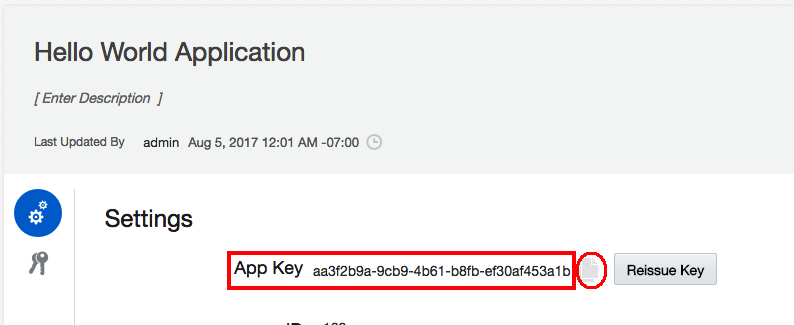 Hello World Application
[ Enter Description ]
Last Updated By admin Aug 5, 2017 12:01 AM -07:00
Settings
App Key aa3f2b9a-9cb9-4b61-b8fb-ef30af453a1b Reissue Key